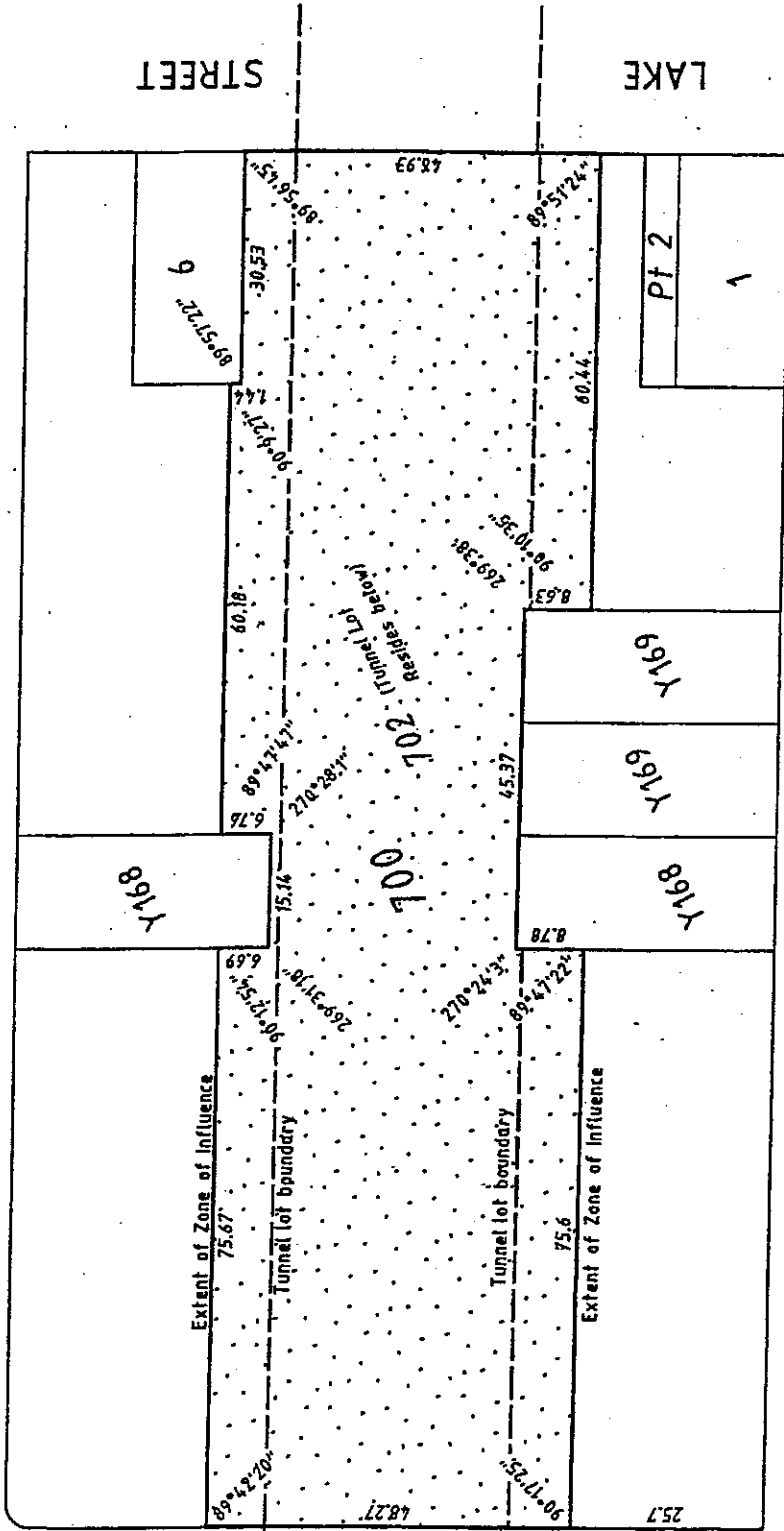 STREET
LAKE
48.93
89°56'45"
30.53
9
89°57'22"
1.44
90°9'27"
89°51'24"
Pt 2
1
60.44
90°10'35"
269°38'
8.63
60.18
702 (Tunnel Lot
Resides below)
700
89°47'47"
270°28'1"
6.76
45.37
Y169
Y169
Y168
Y168
15.14
8.78
6.69
90°12'54"
269°31'18"
270°24'3"
89°47'22"
Extent of Zone of Influence
75.67
Tunnel lot boundary
Tunnel lot boundary
75.6
Extent of Zone of Influence
89°42'20"
48.27
90°17'25"
25.7